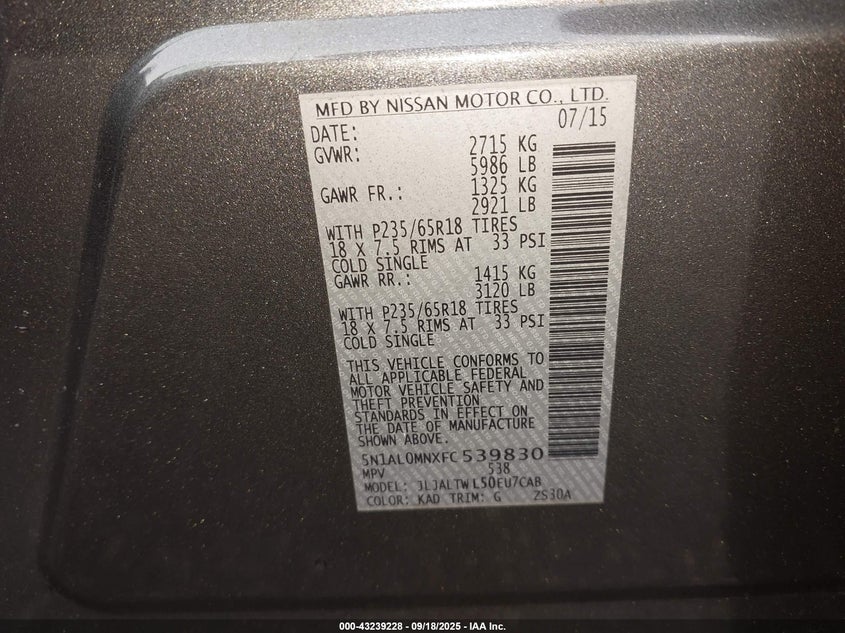 MFD BY NISSAN MOTOR CO., LTD.
DATE: 07/15
GVWR: 2715 KG
5986 LB
GAWR FR.: 1325 KG
2921 LB
WITH P235/65R18 TIRES
18 X 7.5 RIMS AT 33 PSI
COLD SINGLE
GAWR RR.: 1415 KG
3120 LB
WITH P235/65R18 TIRES
18 X 7.5 RIMS AT 33 PSI
COLD SINGLE
THIS VEHICLE CONFORMS TO
ALL APPLICABLE FEDERAL
MOTOR VEHICLE SAFETY AND
THEFT PREVENTION
STANDARDS IN EFFECT ON
THE DATE OF MANUFACTURE
SHOWN ABOVE.
5N1AL0MNXFC539830
MPV 538
MODEL: JLJALTWL50EU7CAB
COLOR: KAD TRIM: G ZS30A
000-43239228 - 09/18/2025 - IAA Inc.